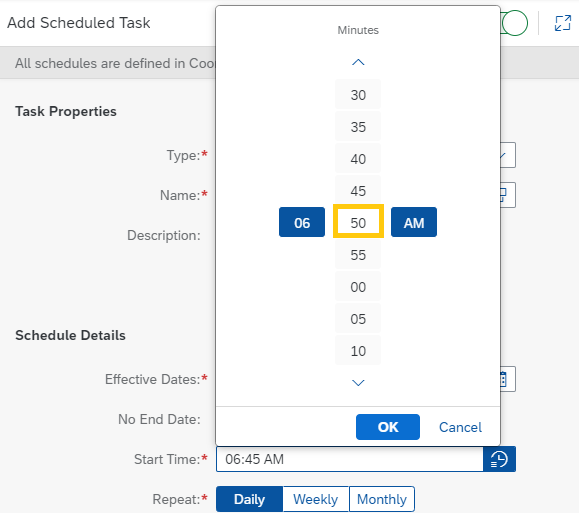 Add Scheduled Task
All schedules are defined in Coo
Task Properties
Type:*
Name:*
Description:
Schedule Details
Effective Dates:*
No End Date:
Start Time:* 06:45 AM
Repeat:* Daily Weekly Monthly
Minutes
30
35
40
45
06 50 AM
55
00
05
10
OK Cancel